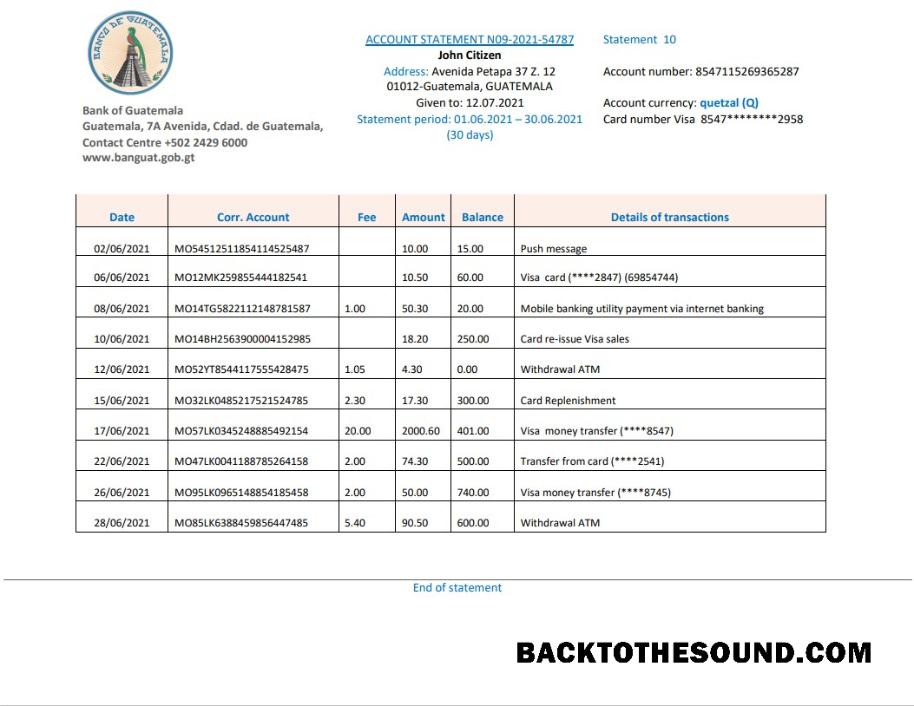 BANCO DE GUATEMALA
Bank of Guatemala
Guatemala, 7A Avenida, Cdad. de Guatemala,
Contact Centre +502 2429 6000
www.banguat.gob.gt
ACCOUNT STATEMENT N09-2021-54787
John Citizen
Address: Avenida Petapa 37 Z. 12
01012-Guatemala, GUATEMALA
Given to: 12.07.2021
Statement period: 01.06.2021 – 30.06.2021
(30 days)
Statement 10
Account number: 8547115269365287
Account currency: quetzal (Q)
Card number Visa 8547********2958
Date Corr. Account Fee Amount Balance Details of transactions
02/06/2021 MO54512511854114525487 10.00 15.00 Push message
06/06/2021 MO12MK259855444182541 10.50 60.00 Visa card (****2847) (69854744)
08/06/2021 MO14TG5822112148781587 1.00 50.30 20.00 Mobile banking utility payment via internet banking
10/06/2021 MO14BH2563900004152985 18.20 250.00 Card re-issue Visa sales
12/06/2021 MO52YT8544117555428475 1.05 4.30 0.00 Withdrawal ATM
15/06/2021 MO32LK0485217521524785 2.30 17.30 300.00 Card Replenishment
17/06/2021 MO57LK0345248885492154 20.00 2000.60 401.00 Visa money transfer (****8547)
22/06/2021 MO47LK0041188785264158 2.00 74.30 500.00 Transfer from card (****2541)
26/06/2021 MO95LK0965148854185458 2.00 50.00 740.00 Visa money transfer (****8745)
28/06/2021 MO85LK6388459856447485 5.40 90.50 600.00 Withdrawal ATM
End of statement
BACKTOTHESOUND.COM